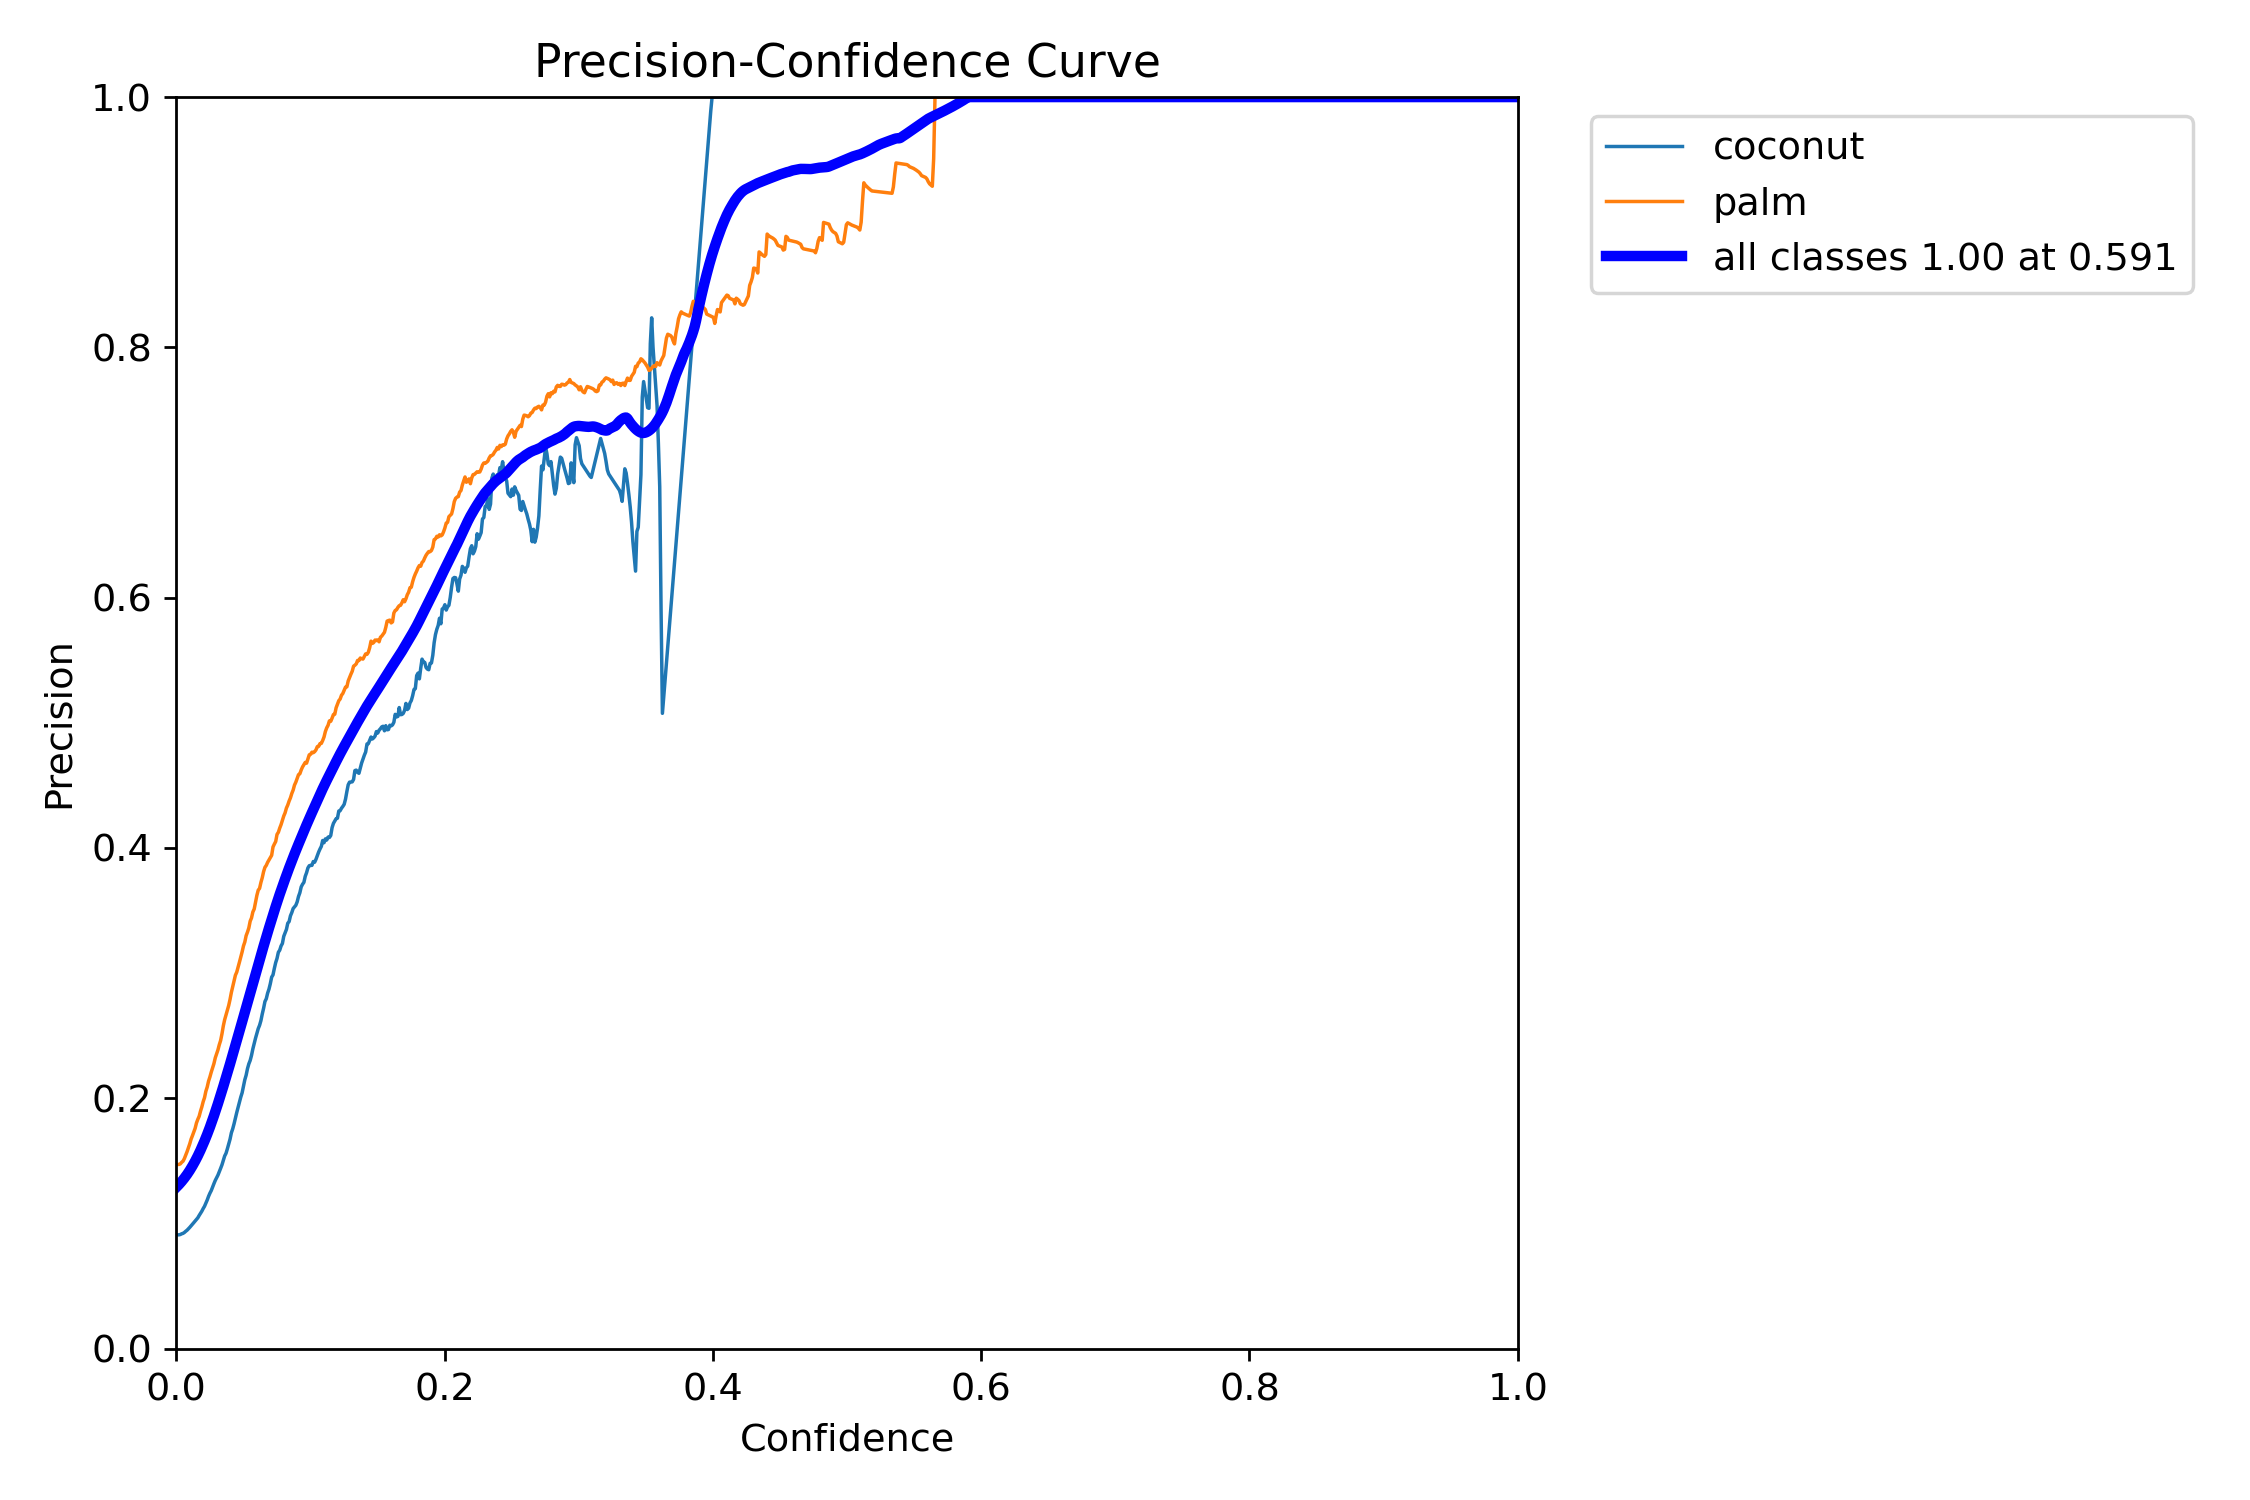 Precision-Confidence Curve
1.0
0.8
0.6
0.4
0.2
0.0
Precision
0.0 0.2 0.4 0.6 0.8 1.0
Confidence
coconut
palm
all classes 1.00 at 0.591